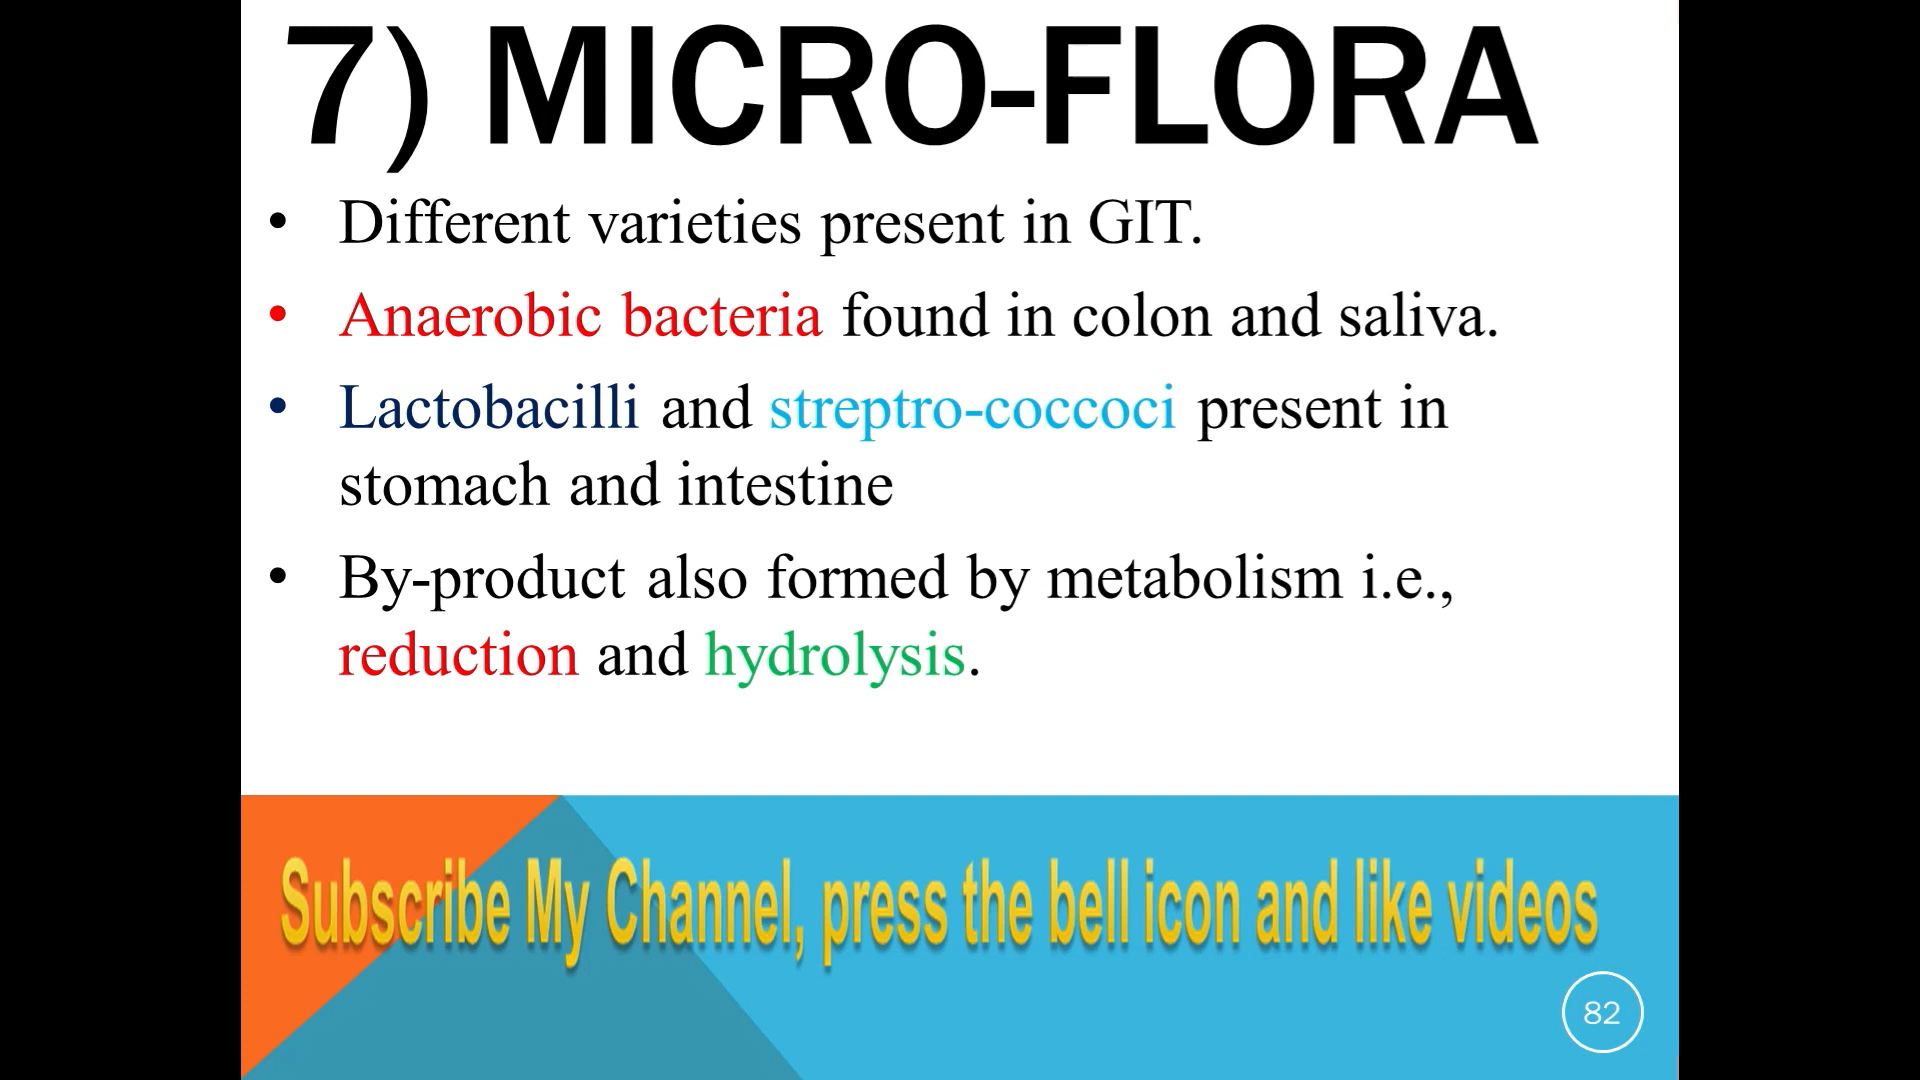 7) MICRO-FLORA
• Different varieties present in GIT.
• Anaerobic bacteria found in colon and saliva.
• Lactobacilli and streptro-coccoci present in
stomach and intestine
• By-product also formed by metabolism i.e.,
reduction and hydrolysis.
Subscribe My Channel, press the bell icon and like videos
82